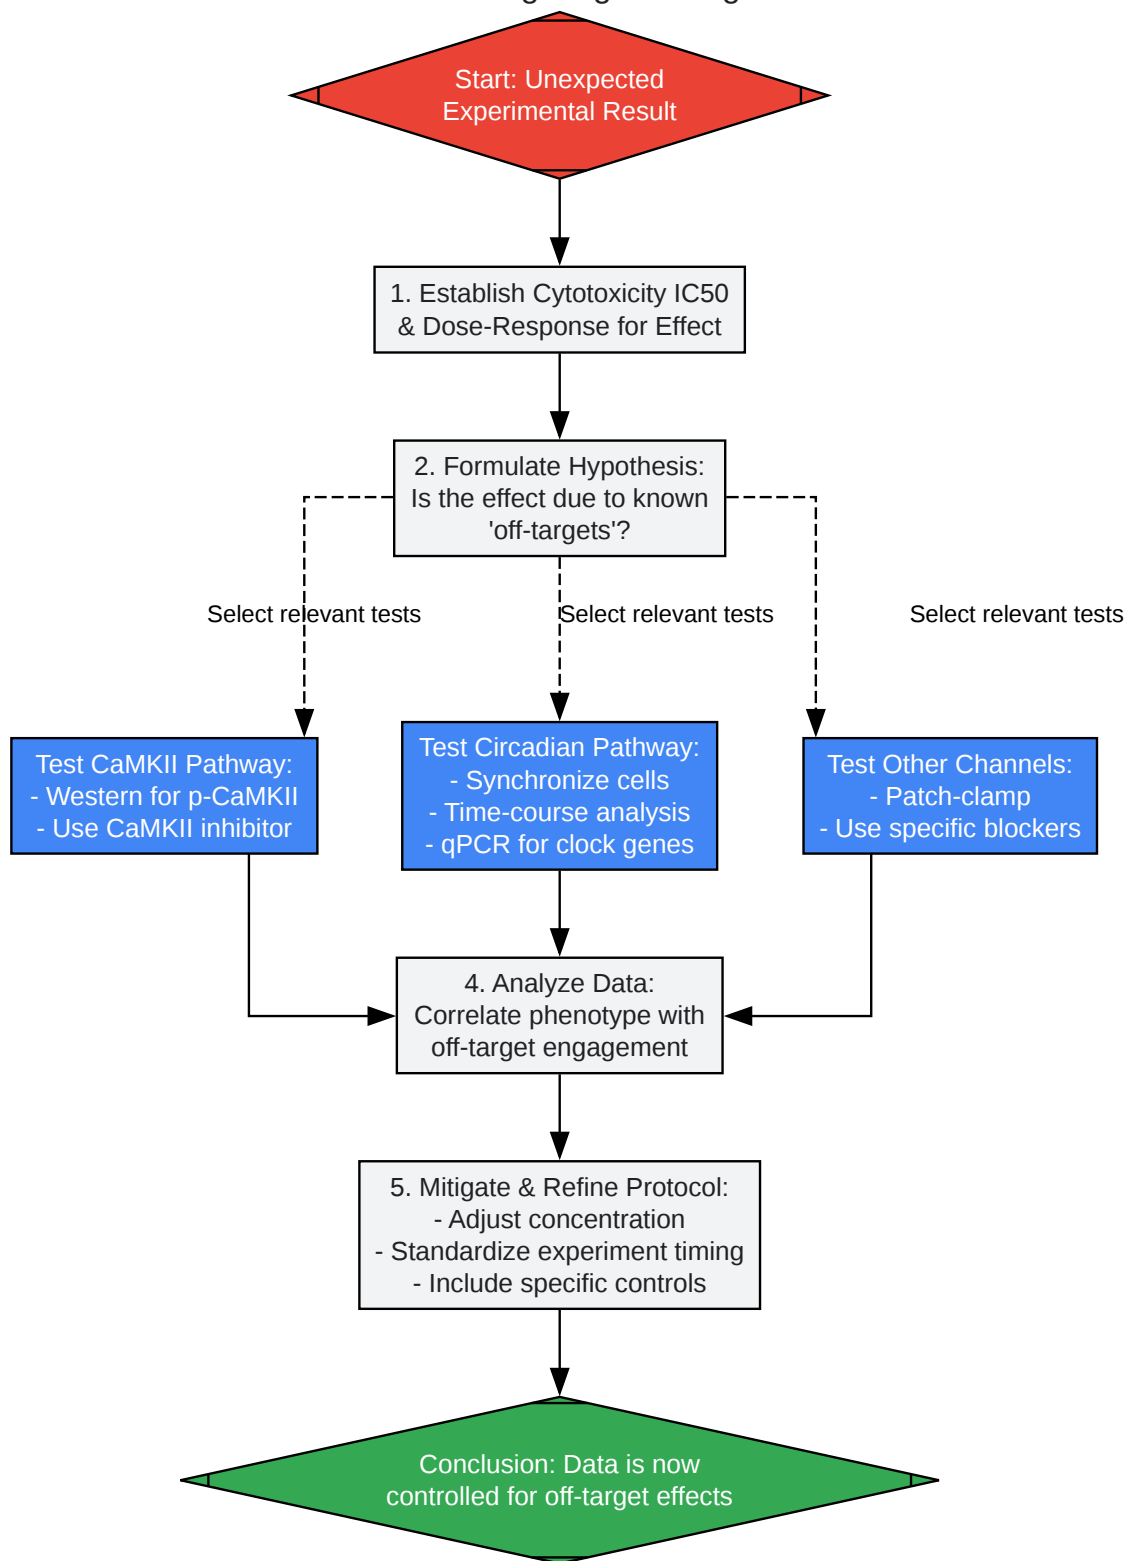 Start: Unexpected
Experimental Result
1. Establish Cytotoxicity IC50
& Dose-Response for Effect
2. Formulate Hypothesis:
Is the effect due to known
'off-targets'?
Select relevant tests
Select relevant tests
Select relevant tests
Test CaMKII Pathway:
- Western for p-CaMKII
- Use CaMKII inhibitor
Test Circadian Pathway:
- Synchronize cells
- Time-course analysis
- qPCR for clock genes
Test Other Channels:
- Patch-clamp
- Use specific blockers
4. Analyze Data:
Correlate phenotype with
off-target engagement
5. Mitigate & Refine Protocol:
- Adjust concentration
- Standardize experiment timing
- Include specific controls
Conclusion: Data is now
controlled for off-target effects